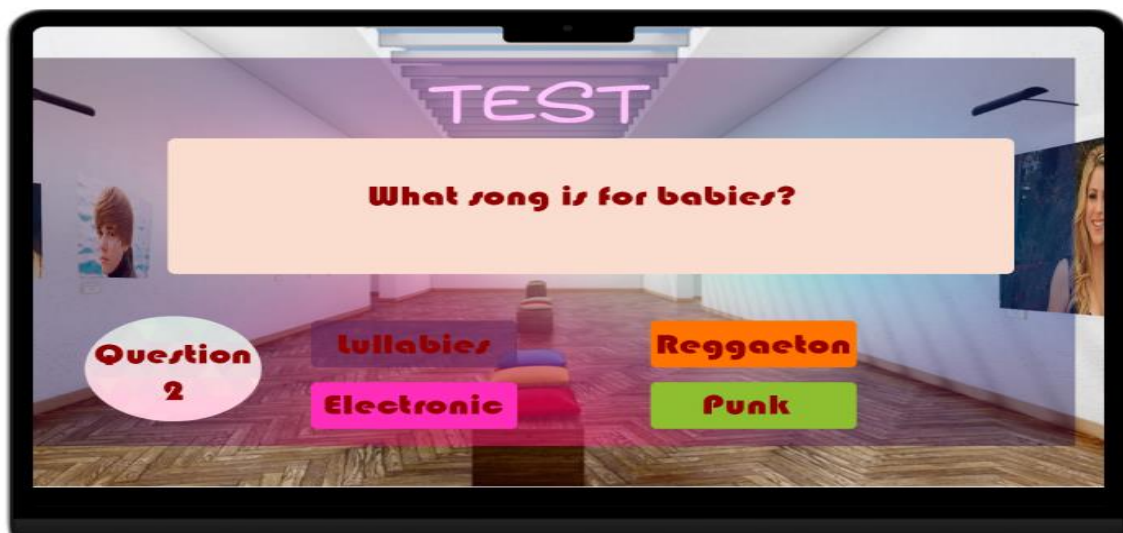 TEST
What song is for babies?
Question
2
Lullabies
Reggaeton
Electronic
Punk